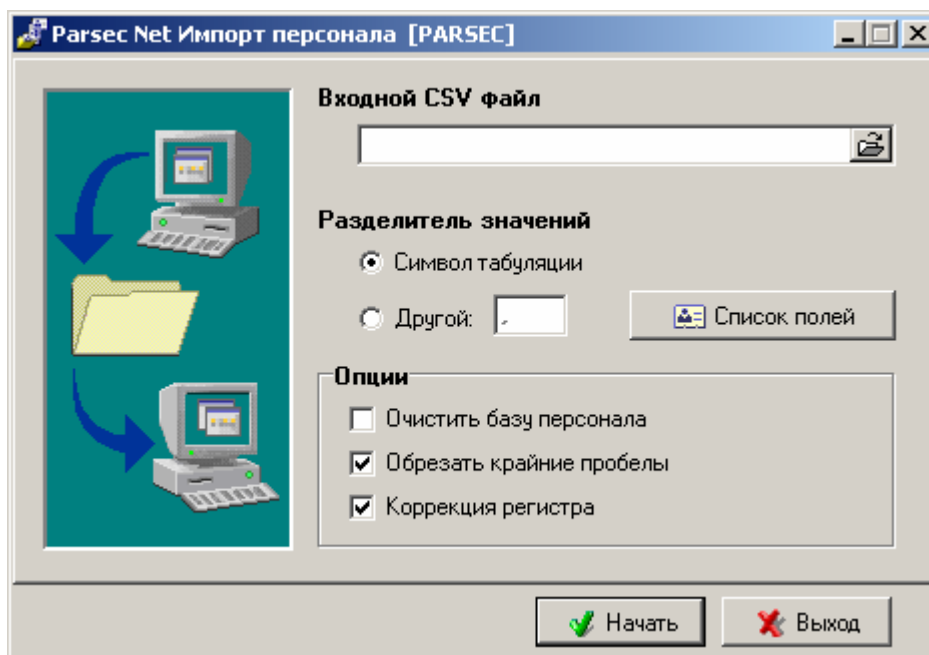 Parsec Net Импорт персонала [PARSEC]
Входной CSV файл
Разделитель значений
Символ табуляции
Другой: ,
Список полей
Опции
Очистить базу персонала
Обрезать крайние пробелы
Коррекция регистра
Начать
Выход